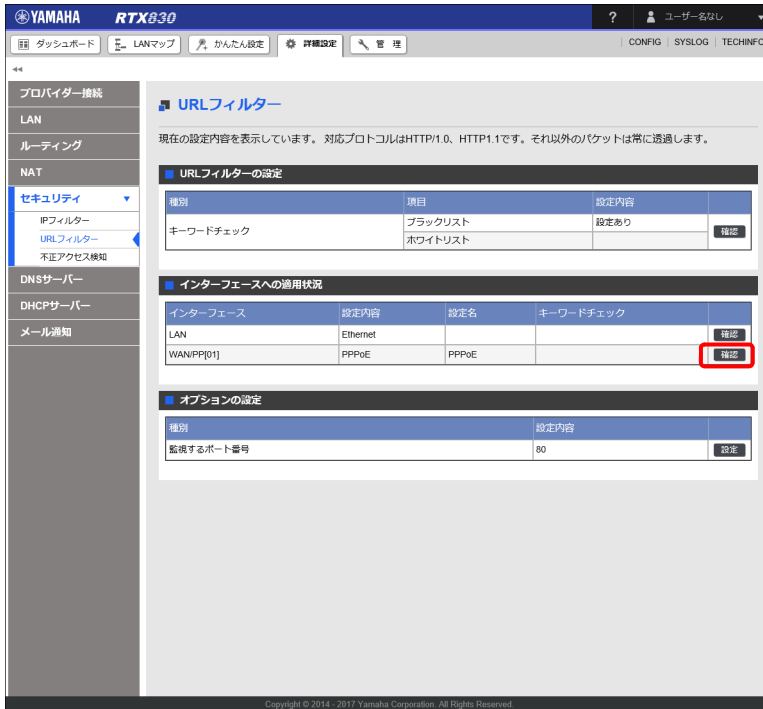 YAMAHA RTX830 ? ユーザー名なし
ダッシュボード LANマップ かんたん設定 詳細設定 管 理 CONFIG SYSLOG TECHINFO
プロバイダー接続
LAN
ルーティング
NAT
セキュリティ
IPフィルター
URLフィルター
不正アクセス検知
DNSサーバー
DHCPサーバー
メール通知
URLフィルター
現在の設定内容を表示しています。 対応プロトコルはHTTP/1.0、HTTP1.1です。それ以外のパケットは常に透過します。
URLフィルターの設定
種別 項目 設定内容
キーワードチェック ブラックリスト 設定あり 確認
ホワイトリスト
インターフェースへの適用状況
インターフェース 設定内容 設定名 キーワードチェック
LAN Ethernet 確認
WAN/PP[01] PPPoE PPPoE 確認
オプションの設定
種別 設定内容
監視するポート番号 80 設定
Copyright © 2014 - 2017 Yamaha Corporation. All Rights Reserved.